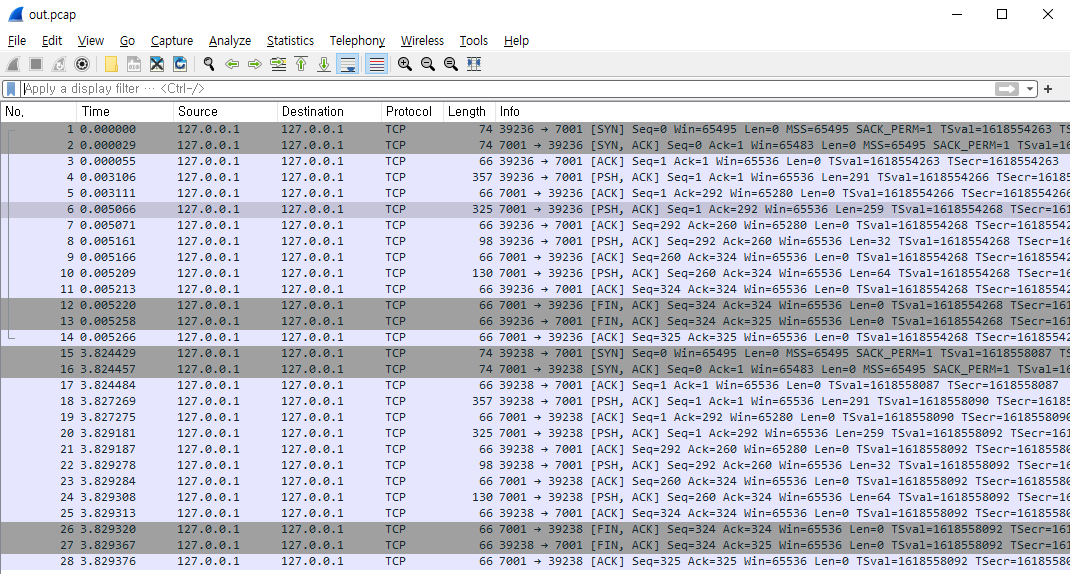 out.pcap
File Edit View Go Capture Analyze Statistics Telephony Wireless Tools Help
Apply a display filter ··· <Ctrl-/>
No. Time Source Destination Protocol Length Info
1 0.000000 127.0.0.1 127.0.0.1 TCP 74 39236 → 7001 [SYN] Seq=0 Win=65495 Len=0 MSS=65495 SACK_PERM=1 TSval=1618554263 TS
2 0.000029 127.0.0.1 127.0.0.1 TCP 74 7001 → 39236 [SYN, ACK] Seq=0 Ack=1 Win=65483 Len=0 MSS=65495 SACK_PERM=1 TSval=1
3 0.000055 127.0.0.1 127.0.0.1 TCP 66 39236 → 7001 [ACK] Seq=1 Ack=1 Win=65536 Len=0 TSval=1618554263 TSecr=1618554263
4 0.003106 127.0.0.1 127.0.0.1 TCP 357 39236 → 7001 [PSH, ACK] Seq=1 Ack=1 Win=65536 Len=291 TSval=1618554266 TSecr=1618
5 0.003111 127.0.0.1 127.0.0.1 TCP 66 7001 → 39236 [ACK] Seq=1 Ack=292 Win=65280 Len=0 TSval=1618554266 TSecr=1618554266
6 0.005066 127.0.0.1 127.0.0.1 TCP 325 7001 → 39236 [PSH, ACK] Seq=1 Ack=292 Win=65536 Len=259 TSval=1618554268 TSecr=161
7 0.005071 127.0.0.1 127.0.0.1 TCP 66 39236 → 7001 [ACK] Seq=292 Ack=260 Win=65280 Len=0 TSval=1618554268 TSecr=1618554
8 0.005161 127.0.0.1 127.0.0.1 TCP 98 39236 → 7001 [PSH, ACK] Seq=292 Ack=260 Win=65536 Len=32 TSval=1618554268 TSecr=1
9 0.005166 127.0.0.1 127.0.0.1 TCP 66 7001 → 39236 [ACK] Seq=260 Ack=324 Win=65536 Len=0 TSval=1618554268 TSecr=1618554
10 0.005209 127.0.0.1 127.0.0.1 TCP 130 7001 → 39236 [PSH, ACK] Seq=260 Ack=324 Win=65536 Len=64 TSval=1618554268 TSecr=1
11 0.005213 127.0.0.1 127.0.0.1 TCP 66 39236 → 7001 [ACK] Seq=324 Ack=324 Win=65536 Len=0 TSval=1618554268 TSecr=1618554
12 0.005220 127.0.0.1 127.0.0.1 TCP 66 7001 → 39236 [FIN, ACK] Seq=324 Ack=324 Win=65536 Len=0 TSval=1618554268 TSecr=16
13 0.005258 127.0.0.1 127.0.0.1 TCP 66 39236 → 7001 [FIN, ACK] Seq=324 Ack=325 Win=65536 Len=0 TSval=1618554268 TSecr=16
14 0.005266 127.0.0.1 127.0.0.1 TCP 66 7001 → 39236 [ACK] Seq=325 Ack=325 Win=65536 Len=0 TSval=1618554268 TSecr=1618554
15 3.824429 127.0.0.1 127.0.0.1 TCP 74 39238 → 7001 [SYN] Seq=0 Win=65495 Len=0 MSS=65495 SACK_PERM=1 TSval=1618558087 TS
16 3.824457 127.0.0.1 127.0.0.1 TCP 74 7001 → 39238 [SYN, ACK] Seq=0 Ack=1 Win=65483 Len=0 MSS=65495 SACK_PERM=1 TSval=1
17 3.824484 127.0.0.1 127.0.0.1 TCP 66 39238 → 7001 [ACK] Seq=1 Ack=1 Win=65536 Len=0 TSval=1618558087 TSecr=1618558087
18 3.827269 127.0.0.1 127.0.0.1 TCP 357 39238 → 7001 [PSH, ACK] Seq=1 Ack=1 Win=65536 Len=291 TSval=1618558090 TSecr=1618
19 3.827275 127.0.0.1 127.0.0.1 TCP 66 7001 → 39238 [ACK] Seq=1 Ack=292 Win=65280 Len=0 TSval=1618558090 TSecr=1618558090
20 3.829181 127.0.0.1 127.0.0.1 TCP 325 7001 → 39238 [PSH, ACK] Seq=1 Ack=292 Win=65536 Len=259 TSval=1618558092 TSecr=161
21 3.829187 127.0.0.1 127.0.0.1 TCP 66 39238 → 7001 [ACK] Seq=292 Ack=260 Win=65280 Len=0 TSval=1618558092 TSecr=1618558
22 3.829278 127.0.0.1 127.0.0.1 TCP 98 39238 → 7001 [PSH, ACK] Seq=292 Ack=260 Win=65536 Len=32 TSval=1618558092 TSecr=1
23 3.829284 127.0.0.1 127.0.0.1 TCP 66 7001 → 39238 [ACK] Seq=260 Ack=324 Win=65536 Len=0 TSval=1618558092 TSecr=1618558
24 3.829308 127.0.0.1 127.0.0.1 TCP 130 7001 → 39238 [PSH, ACK] Seq=260 Ack=324 Win=65536 Len=64 TSval=1618558092 TSecr=1
25 3.829313 127.0.0.1 127.0.0.1 TCP 66 39238 → 7001 [ACK] Seq=324 Ack=324 Win=65536 Len=0 TSval=1618558092 TSecr=1618558
26 3.829320 127.0.0.1 127.0.0.1 TCP 66 7001 → 39238 [FIN, ACK] Seq=324 Ack=324 Win=65536 Len=0 TSval=1618558092 TSecr=16
27 3.829367 127.0.0.1 127.0.0.1 TCP 66 39238 → 7001 [FIN, ACK] Seq=324 Ack=325 Win=65536 Len=0 TSval=1618558092 TSecr=16
28 3.829376 127.0.0.1 127.0.0.1 TCP 66 7001 → 39238 [ACK] Seq=325 Ack=325 Win=65536 Len=0 TSval=1618558092 TSecr=1618558